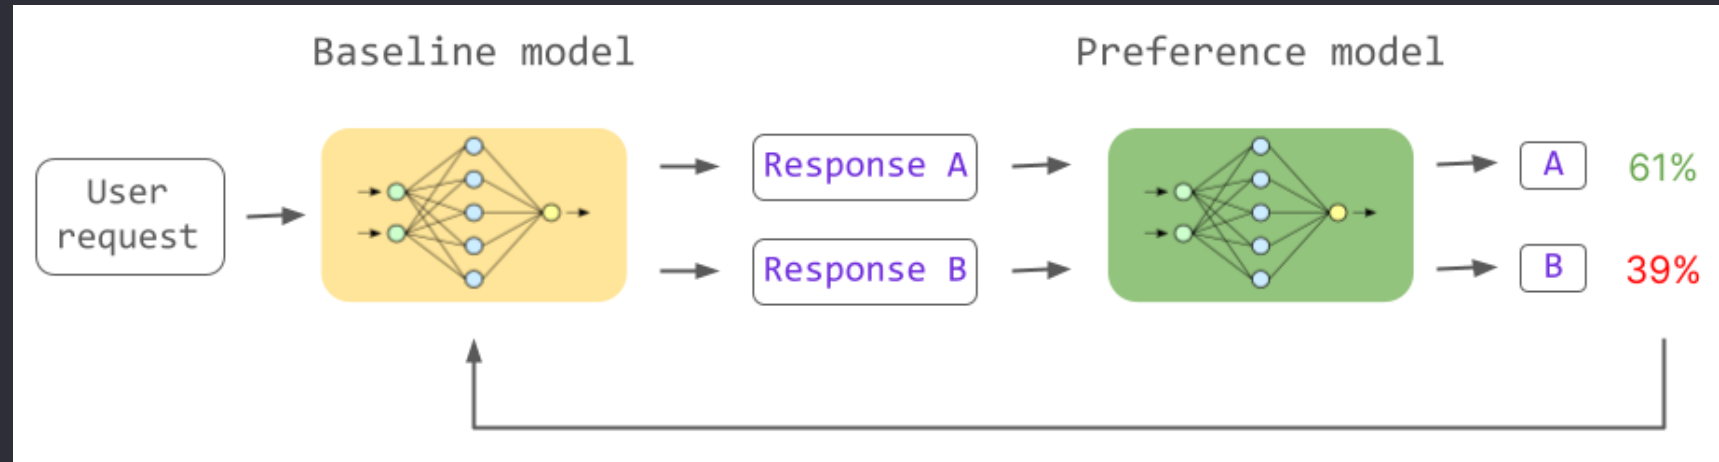 Baseline model
Preference model
User
request
Response A
Response B
A
61%
B
39%